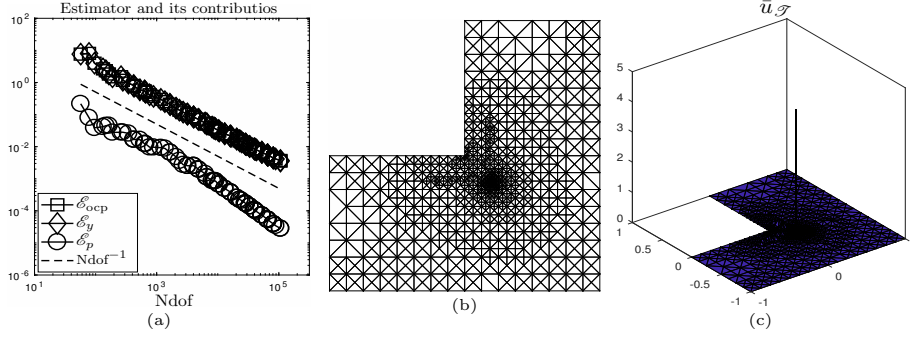 Estimator and its contributios
10^2
10^0
10^-2
10^-4
10^-6
ℰ_ocp
ℰ_y
ℰ_p
Ndof^-1
10^1
10^3
10^5
Ndof
(a)
(b)
ū_𝒯
5
4
3
2
1
0
1
0.5
0
-0.5
-1
-1
0
(c)